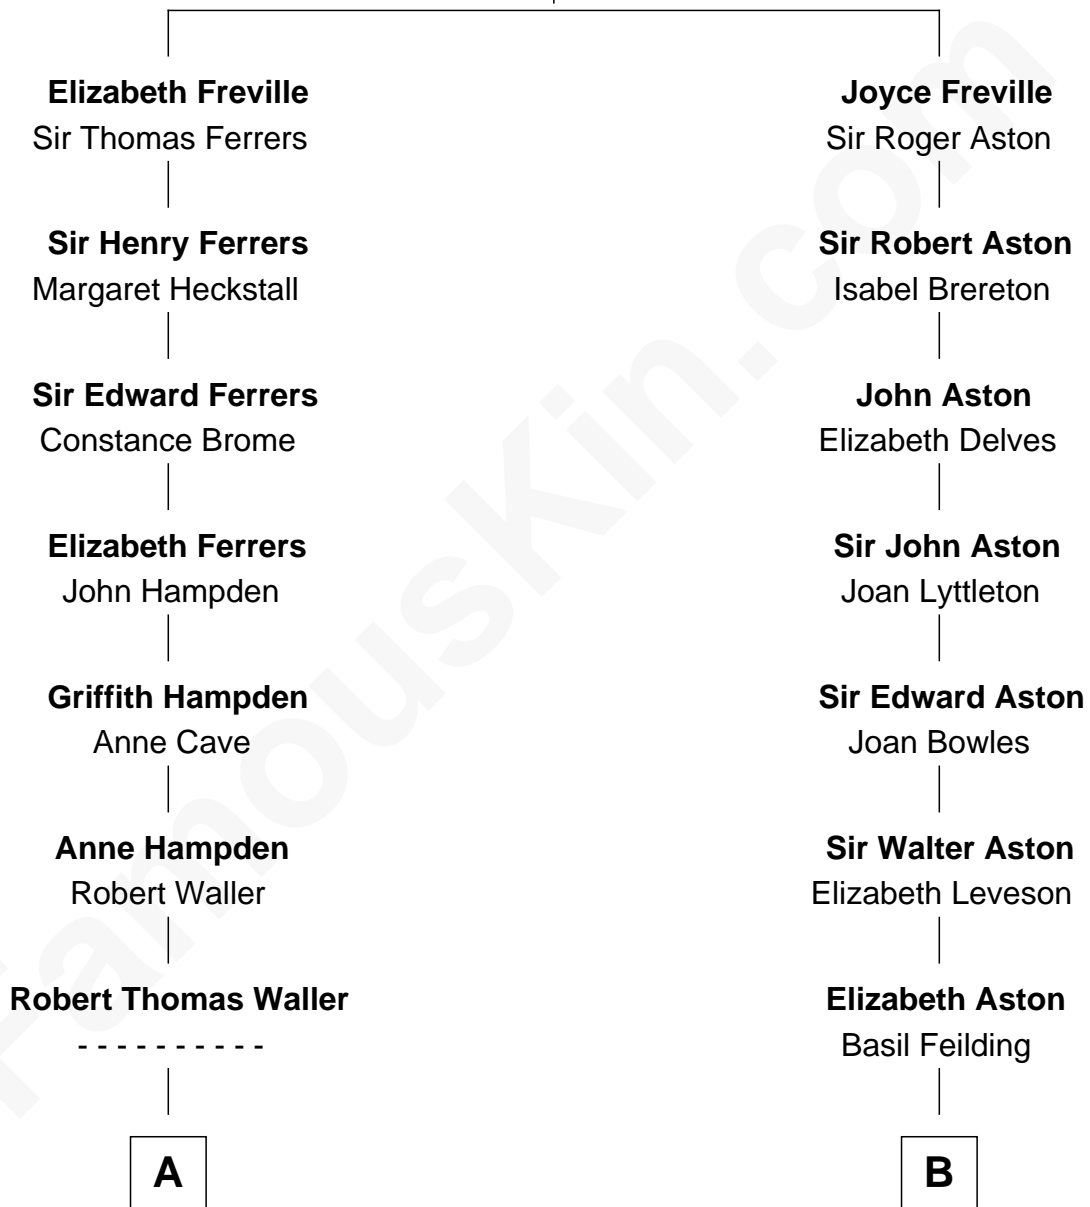 Elizabeth Freville
Sir Thomas Ferrers
Sir Henry Ferrers
Margaret Heckstall
Sir Edward Ferrers
Constance Brome
Elizabeth Ferrers
John Hampden
Griffith Hampden
Anne Cave
Anne Hampden
Robert Waller
Robert Thomas Waller
- - - - - - - - - -
A
Joyce Freville
Sir Roger Aston
Sir Robert Aston
Isabel Brereton
John Aston
Elizabeth Delves
Sir John Aston
Joan Lyttleton
Sir Edward Aston
Joan Bowles
Sir Walter Aston
Elizabeth Leveson
Elizabeth Aston
Basil Feilding
B
FamousKin.com